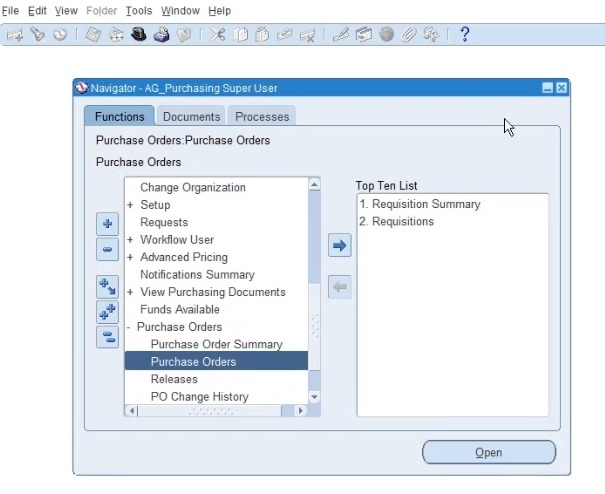 File Edit View Folder Tools Window Help
?
Navigator - AG_Purchasing Super User
Functions Documents Processes
Purchase Orders:Purchase Orders
Purchase Orders
Change Organization
+ Setup
Requests
+ Workflow User
+ Advanced Pricing
Notifications Summary
+ View Purchasing Documents
Funds Available
- Purchase Orders
Purchase Order Summary
Purchase Orders
Releases
PO Change History
Top Ten List
1. Requisition Summary
2. Requisitions
Open